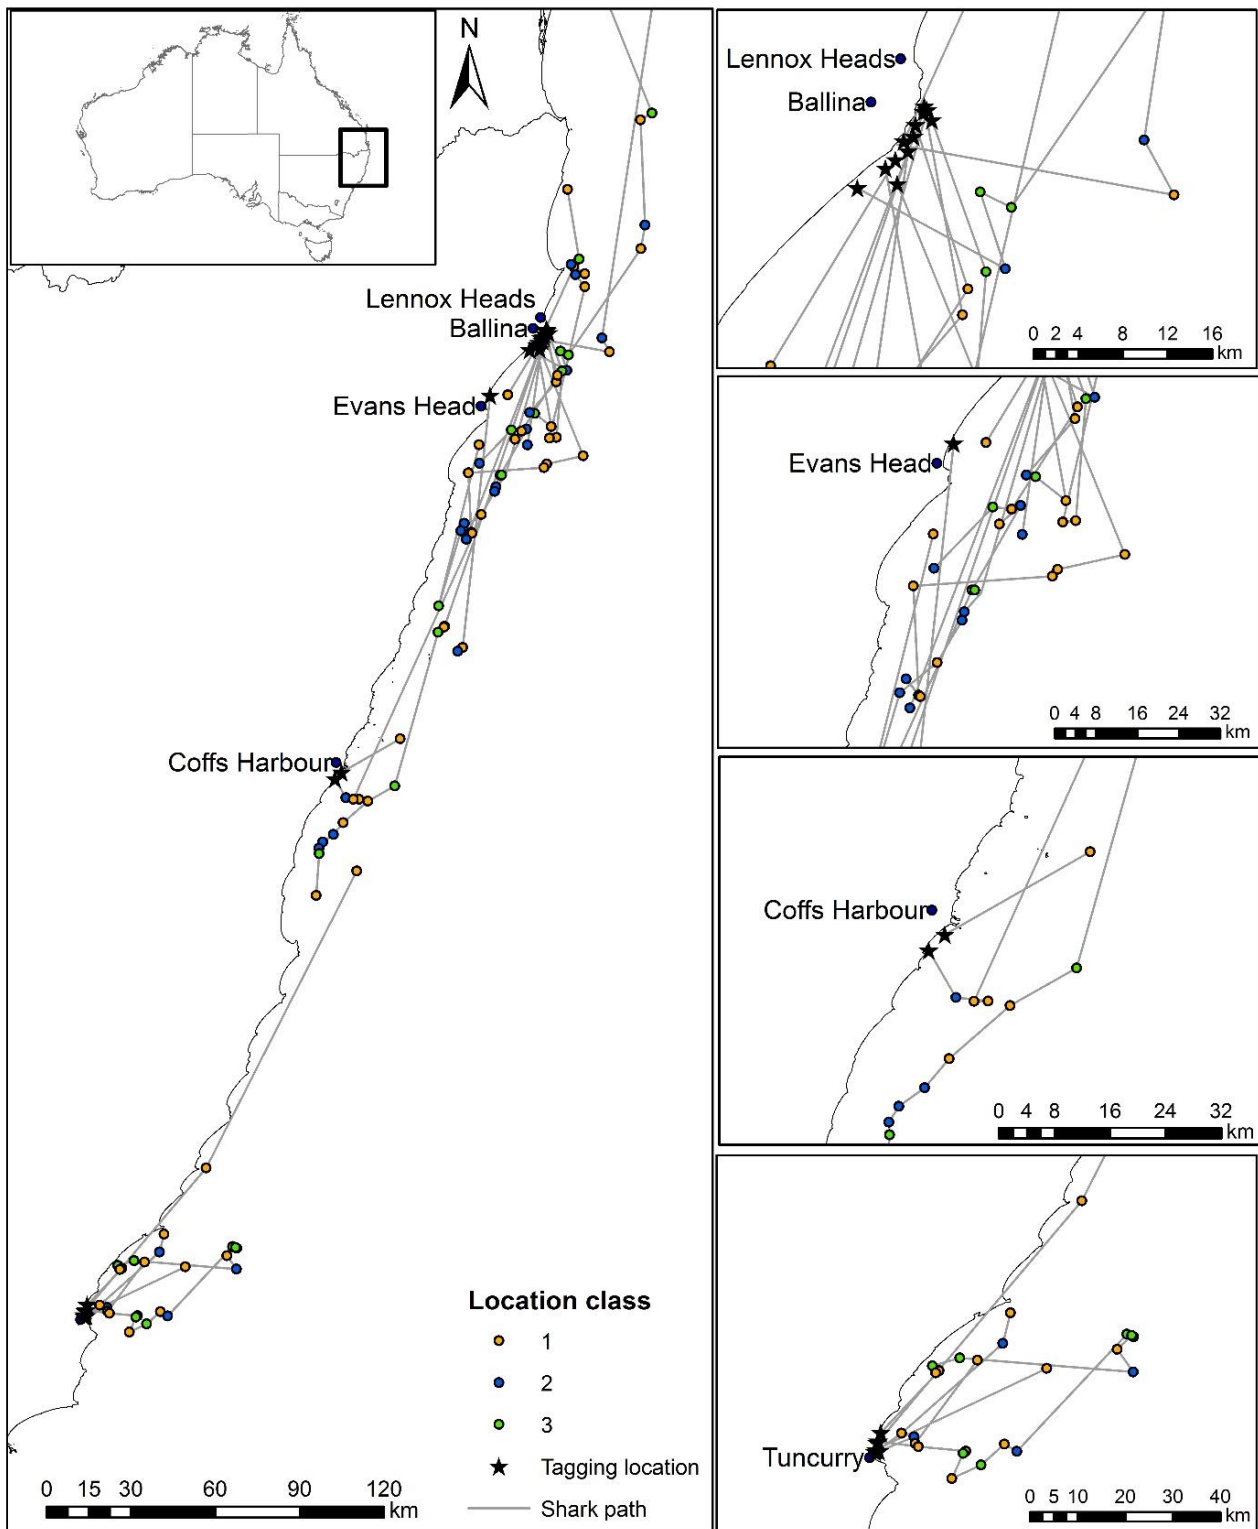 N
Lennox Heads
Ballina
Evans Head
Coffs Harbour
Location class
1
2
3
Tagging location
Shark path
0 15 30 60 90 120
km
Lennox Heads
Ballina
0 2 4 8 12 16
km
Evans Head
0 4 8 16 24 32
km
Coffs Harbour
0 4 8 16 24 32
km
Tuncurry
0 5 10 20 30 40
km